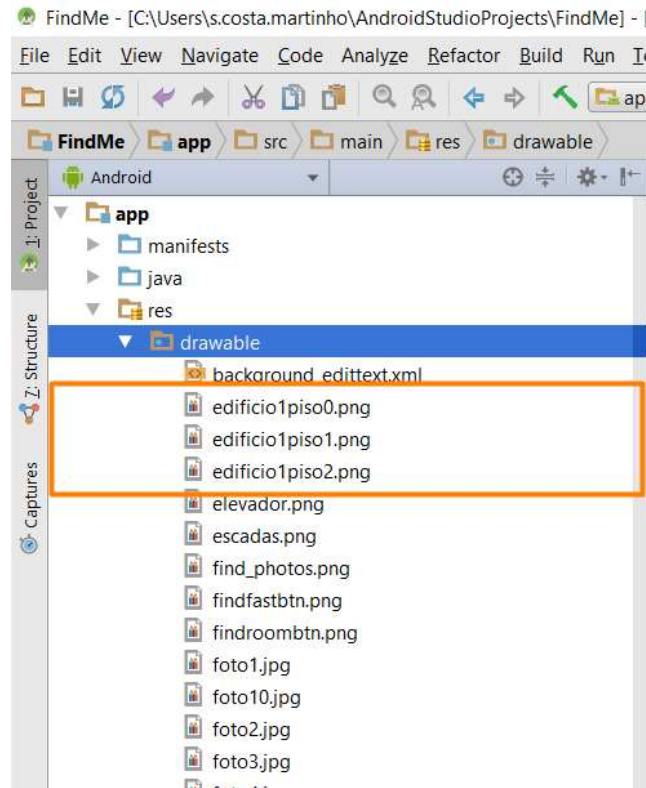 FindMe - [C:\Users\s.costa.martinho\AndroidStudioProjects\FindMe] - [
File Edit View Navigate Code Analyze Refactor Build Run
ap
FindMe app src main res drawable
Android
1: Project
app
manifests
java
res
drawable
7: Structure
background_edittext.xml
edificio1piso0.png
edificio1piso1.png
edificio1piso2.png
Captures
elevador.png
escadas.png
find_photos.png
findfastbtn.png
findroombtn.png
foto1.jpg
foto10.jpg
foto2.jpg
foto3.jpg